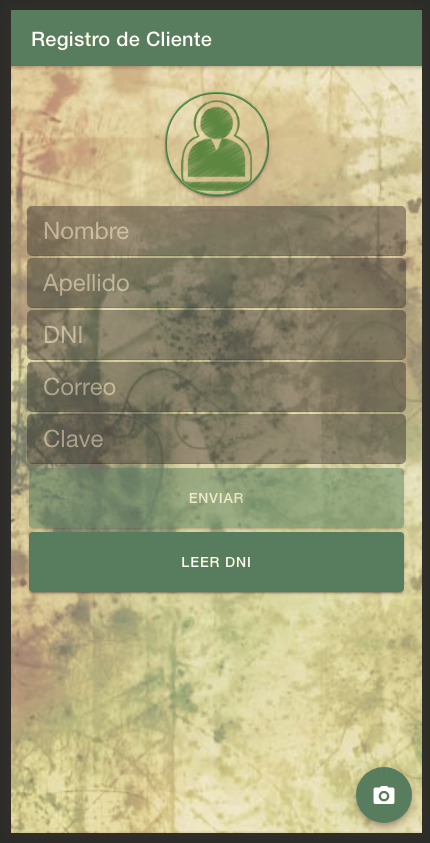 Registro de Cliente
Nombre
Apellido
DNI
Correo
Clave
ENVIAR
LEER DNI